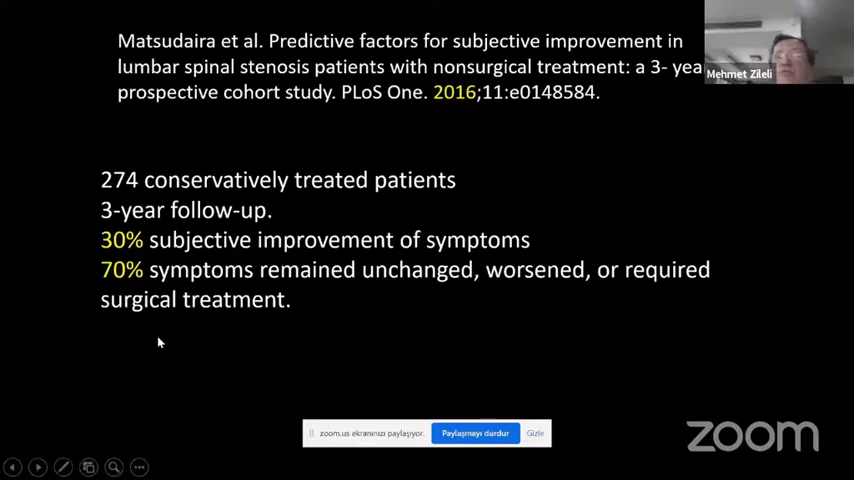 Matsudaira et al. Predictive factors for subjective improvement in
lumbar spinal stenosis patients with nonsurgical treatment: a 3- yea
prospective cohort study. PLoS One. 2016;11:e0148584.
Mehmet Zileli
274 conservatively treated patients
3-year follow-up.
30% subjective improvement of symptoms
70% symptoms remained unchanged, worsened, or required
surgical treatment.
zoom.us ekranınızı paylaşıyor.
Paylaşmayı durdur
Gizle
zoom